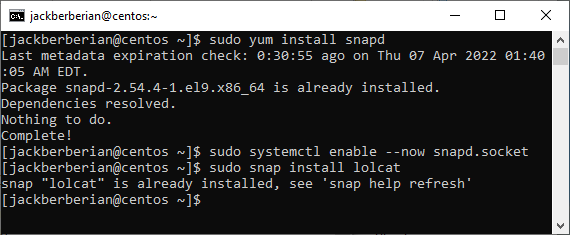 jackberberian@centos:~
[jackberberian@centos ~]$ sudo yum install snapd
Last metadata expiration check: 0:30:55 ago on Thu 07 Apr 2022 01:40
:05 AM EDT.
Package snapd-2.54.4-1.el9.x86_64 is already installed.
Dependencies resolved.
Nothing to do.
Complete!
[jackberberian@centos ~]$ sudo systemctl enable --now snapd.socket
[jackberberian@centos ~]$ sudo snap install lolcat
snap "lolcat" is already installed, see 'snap help refresh'
[jackberberian@centos ~]$